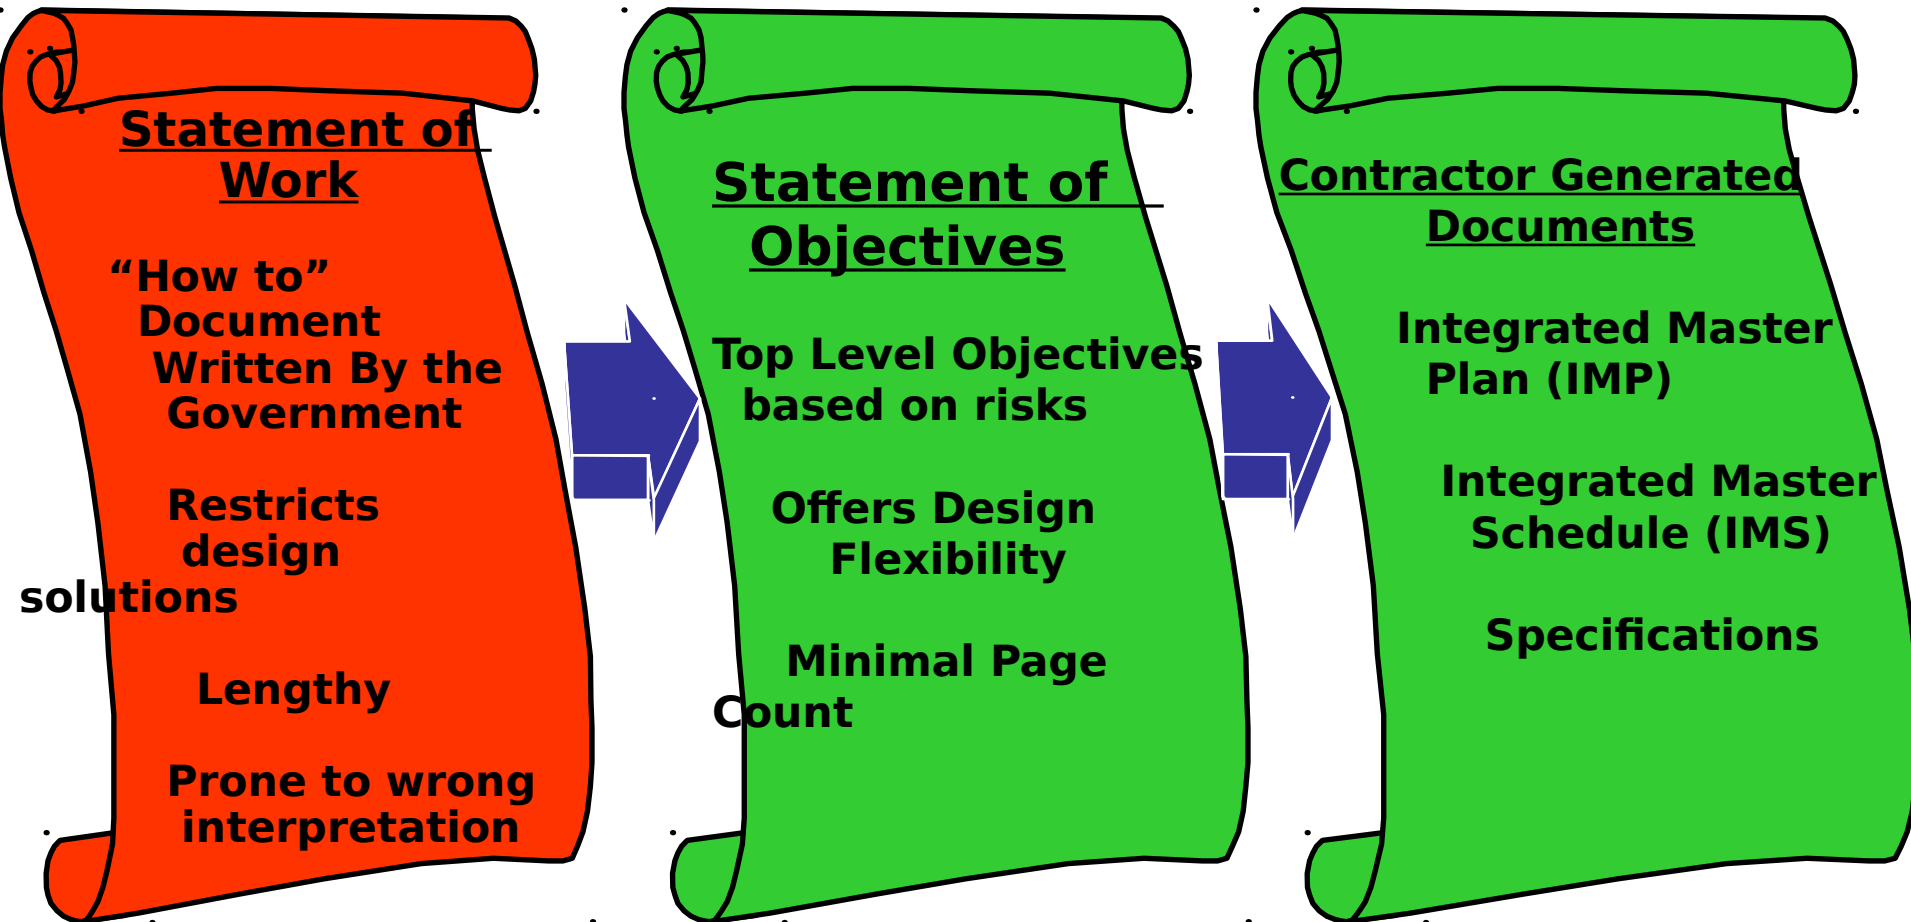 Statement of
Work
“How to”
Document
Written By the
Government
Restricts
design
solutions
Lengthy
Prone to wrong
interpretation
Statement of
Objectives
Top Level Objectives
based on risks
Offers Design
Flexibility
Minimal Page
Count
Contractor Generated
Documents
Integrated Master
Plan (IMP)
Integrated Master
Schedule (IMS)
Specifications